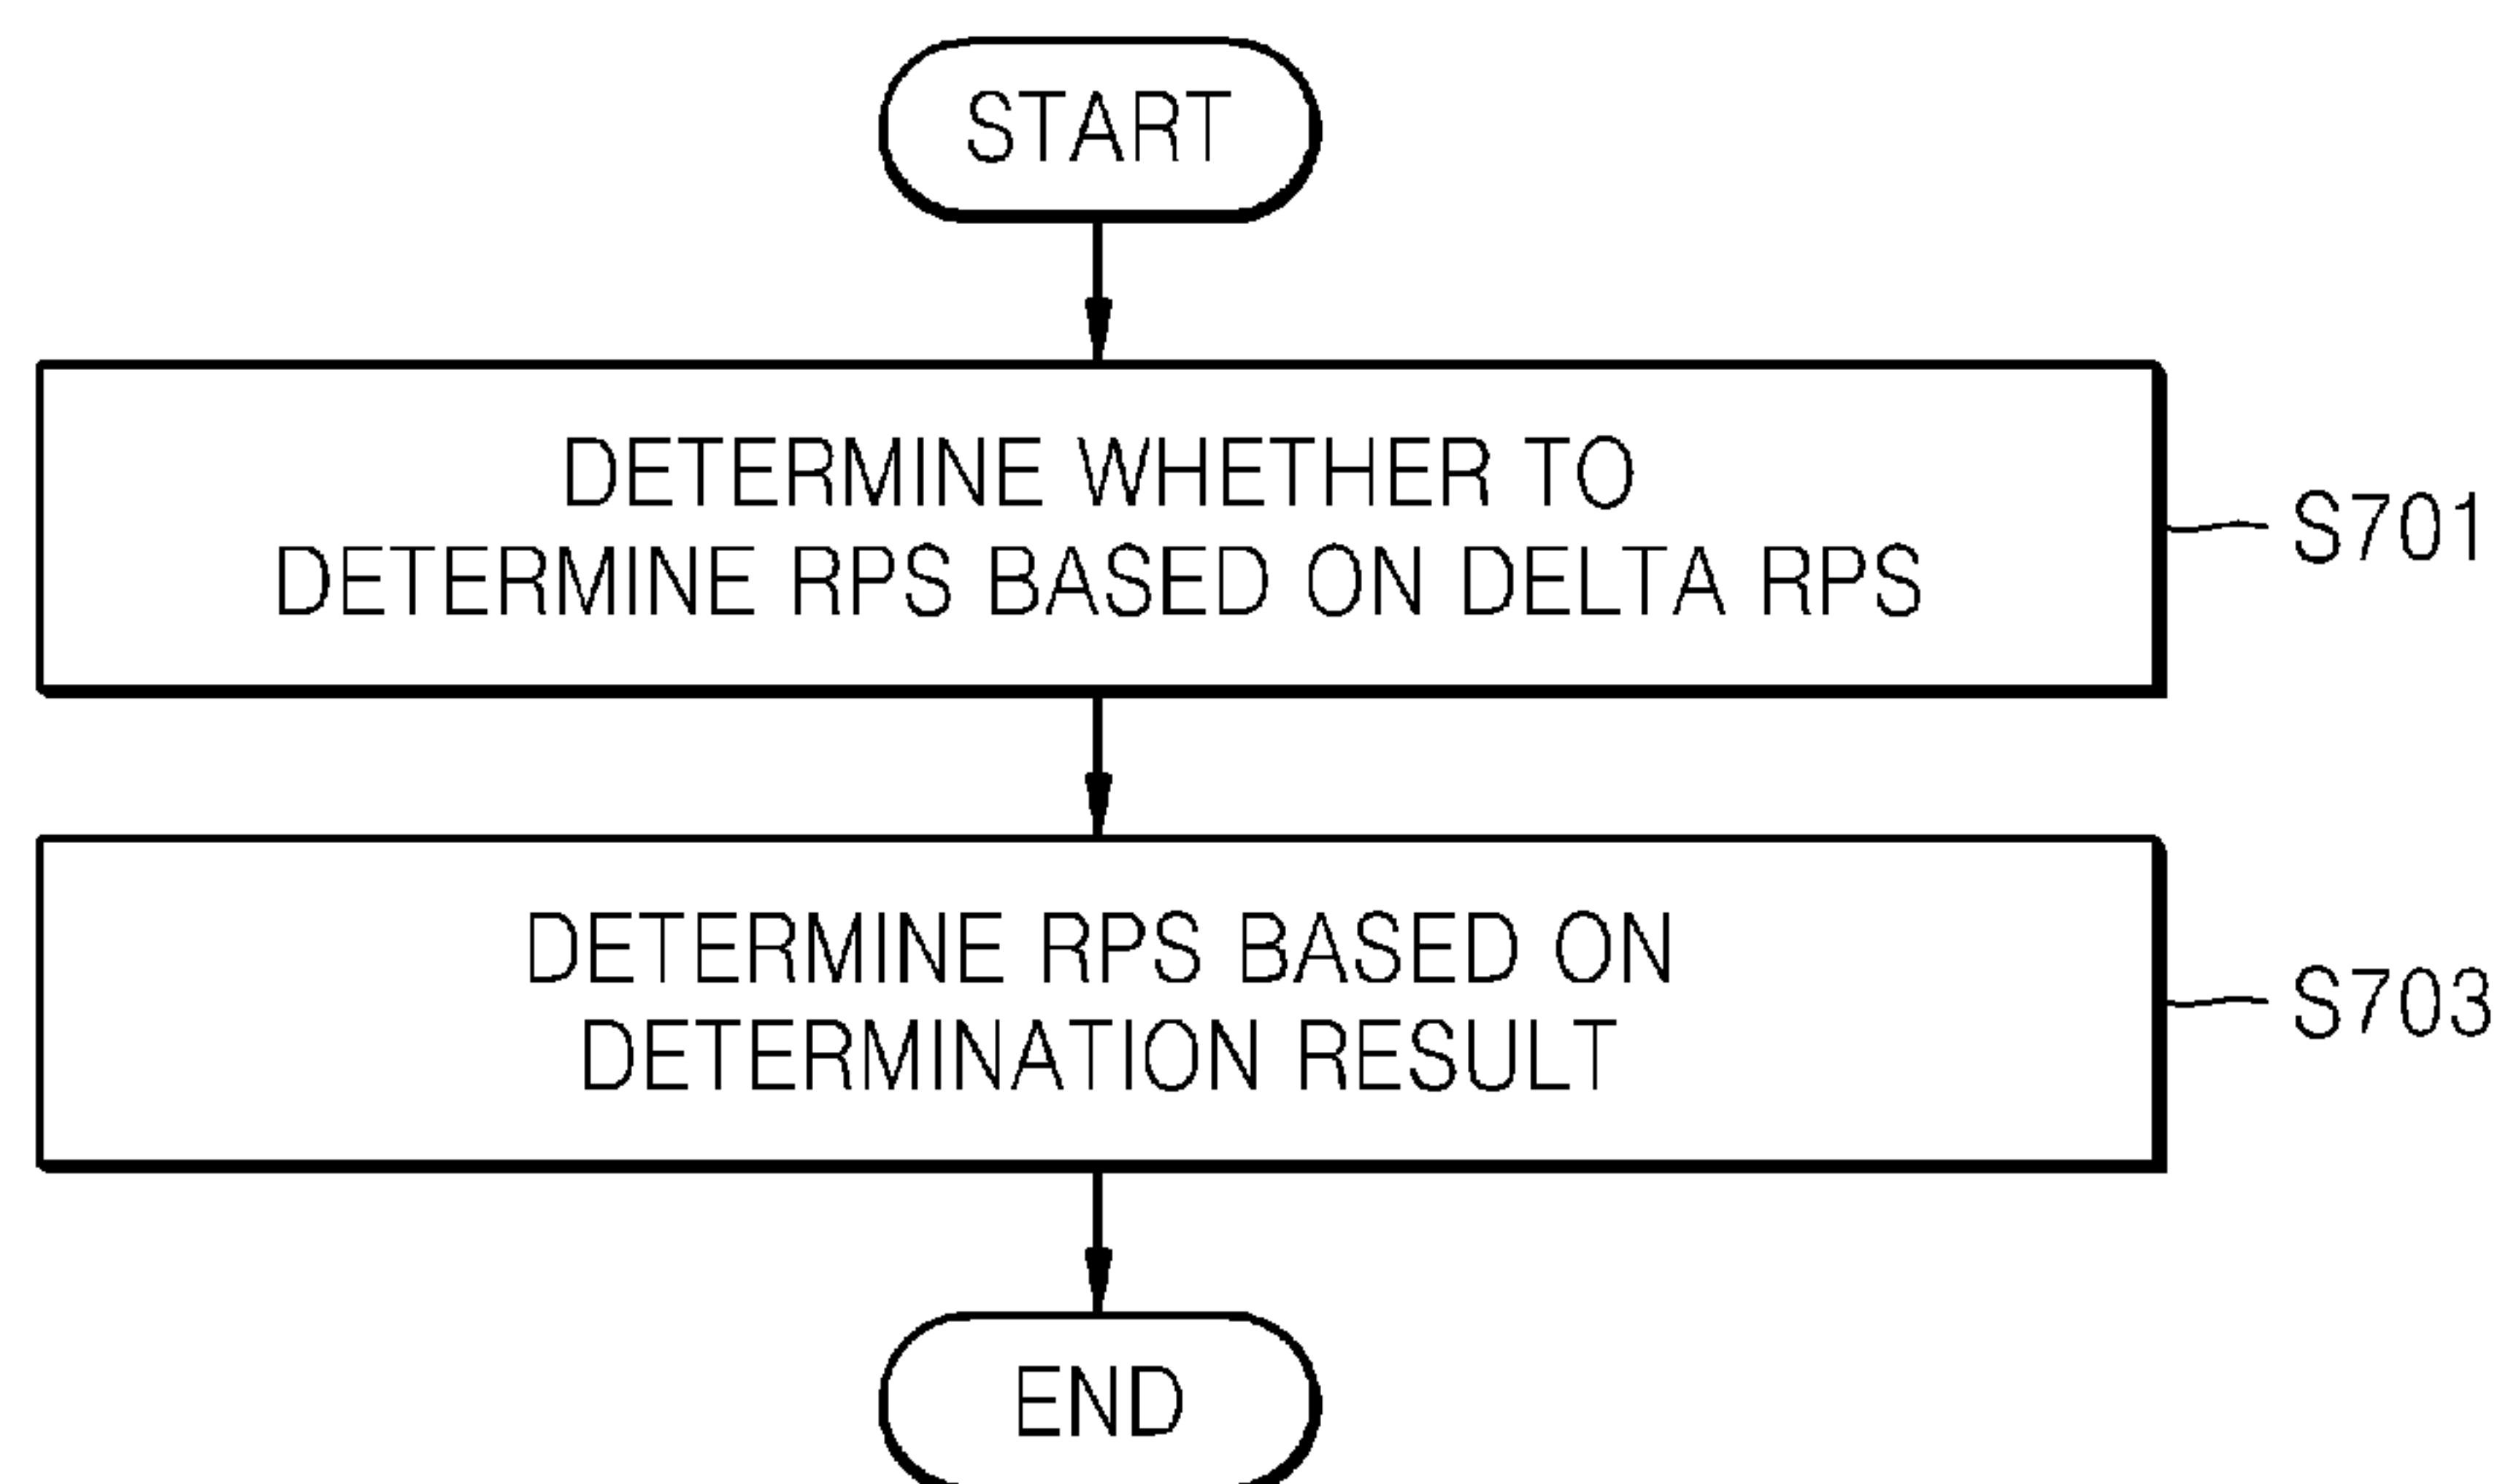 START
DETERMINE WHETHER TO
DETERMINE RPS BASED ON DELTA RPS
S701
DETERMINE RPS BASED ON
DETERMINATION RESULT
S703
END